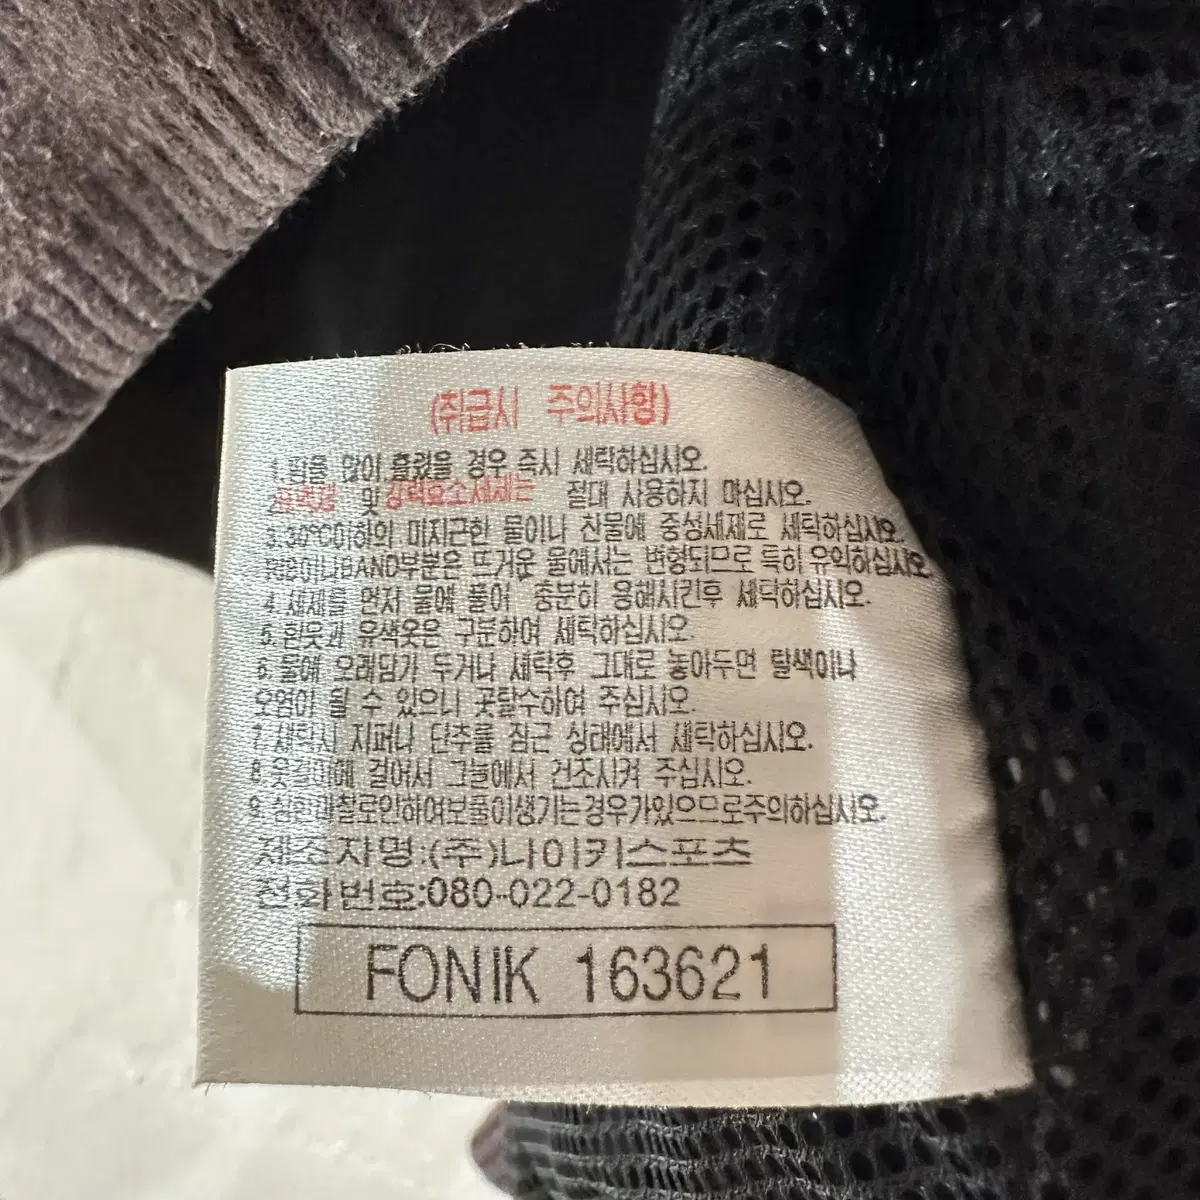 (취급시 주의사항)
1.땀을 많이 흘렸을 경우 즉시 세탁하십시오.
2.표백제 및 강력효소세제는 절대 사용하지 마십시오.
3.30℃이하의 미지근한 물이나 찬물에 중성세제로 세탁하십시오.
RIB이나BAND부분은 뜨거운 물에서는 변형되므로 특히 유의하십시오.
4.세제를 먼저 물에 풀어 충분히 용해시킨후 세탁하십시오.
5.흰옷과 유색옷은 구분하여 세탁하십시오.
6.물에 오래담가 두거나 세탁후 그대로 놓아두면 탈색이나
오염이 될 수 있으니 곧탈수하여 주십시오.
7.세탁시 지퍼나 단추를 잠근 상태에서 세탁하십시오.
8.옷걸이에 걸어서 그늘에서 건조시켜 주십시오.
9.심한마찰로인하여보풀이생기는경우가있으므로주의하십시오.
제조자명:(주)나이키스포츠
전화번호:080-022-0182
FONIK 163621